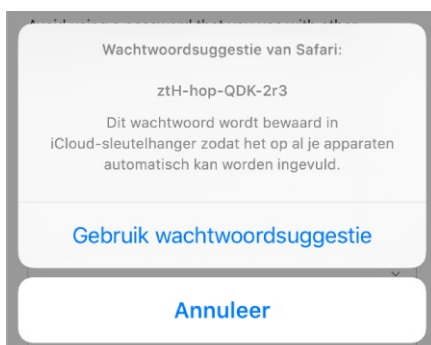 Wachtwoordsuggestie van Safari:
ztH-hop-QDK-2r3
Dit wachtwoord wordt bewaard in
iCloud-sleutelhanger zodat het op al je apparaten
automatisch kan worden ingevuld.
Gebruik wachtwoordsuggestie
Annuleer